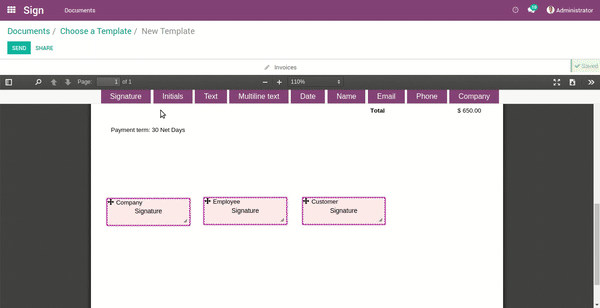 Sign Documents 18 Administrator
Documents / Choose a Template / New Template
SEND SHARE
Invoices Saved
Page: 1 of 1 110%
Signature Initials Text Multiline text Date Name Email Phone Company
Total $ 650.00
Payment term: 30 Net Days
Company Employee Customer
Signature Signature Signature